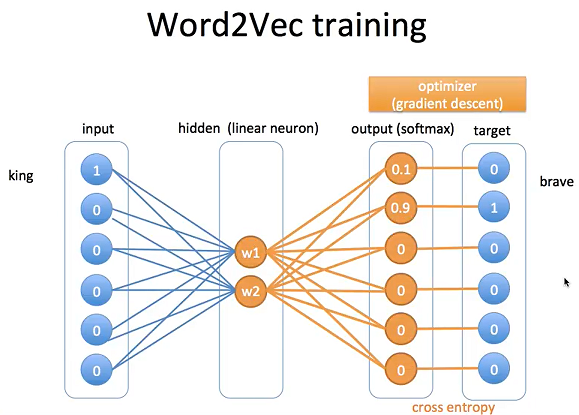 Word2Vec training
optimizer
(gradient descent)
input
hidden (linear neuron)
output (softmax)
target
king
brave
1
0
0
0
0
0
w1
w2
0.1
0.9
0
0
0
0
0
1
0
0
0
0
cross entropy